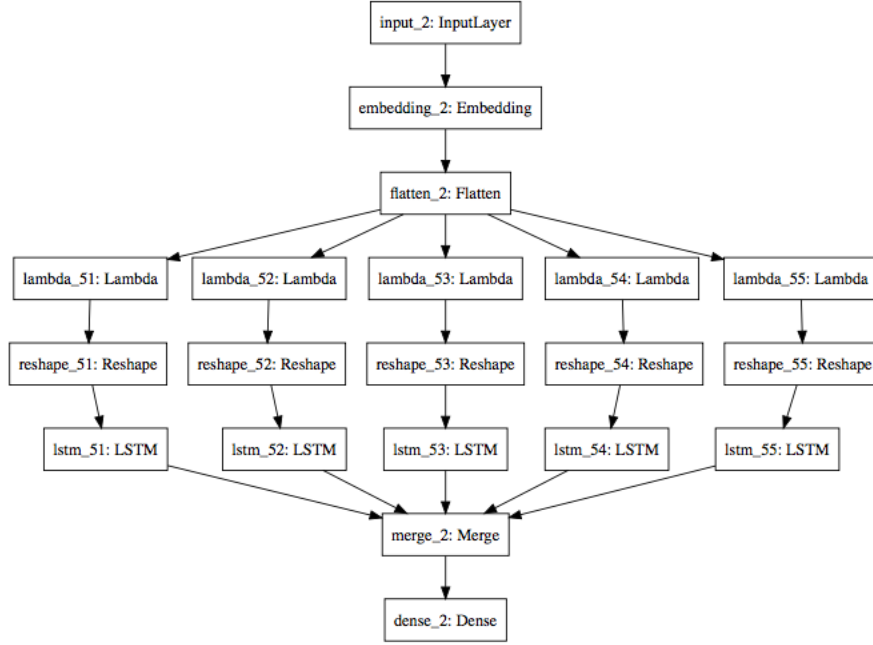 input_2: InputLayer
embedding_2: Embedding
flatten_2: Flatten
lambda_51: Lambda
lambda_52: Lambda
lambda_53: Lambda
lambda_54: Lambda
lambda_55: Lambda
reshape_51: Reshape
reshape_52: Reshape
reshape_53: Reshape
reshape_54: Reshape
reshape_55: Reshape
lstm_51: LSTM
lstm_52: LSTM
lstm_53: LSTM
lstm_54: LSTM
lstm_55: LSTM
merge_2: Merge
dense_2: Dense